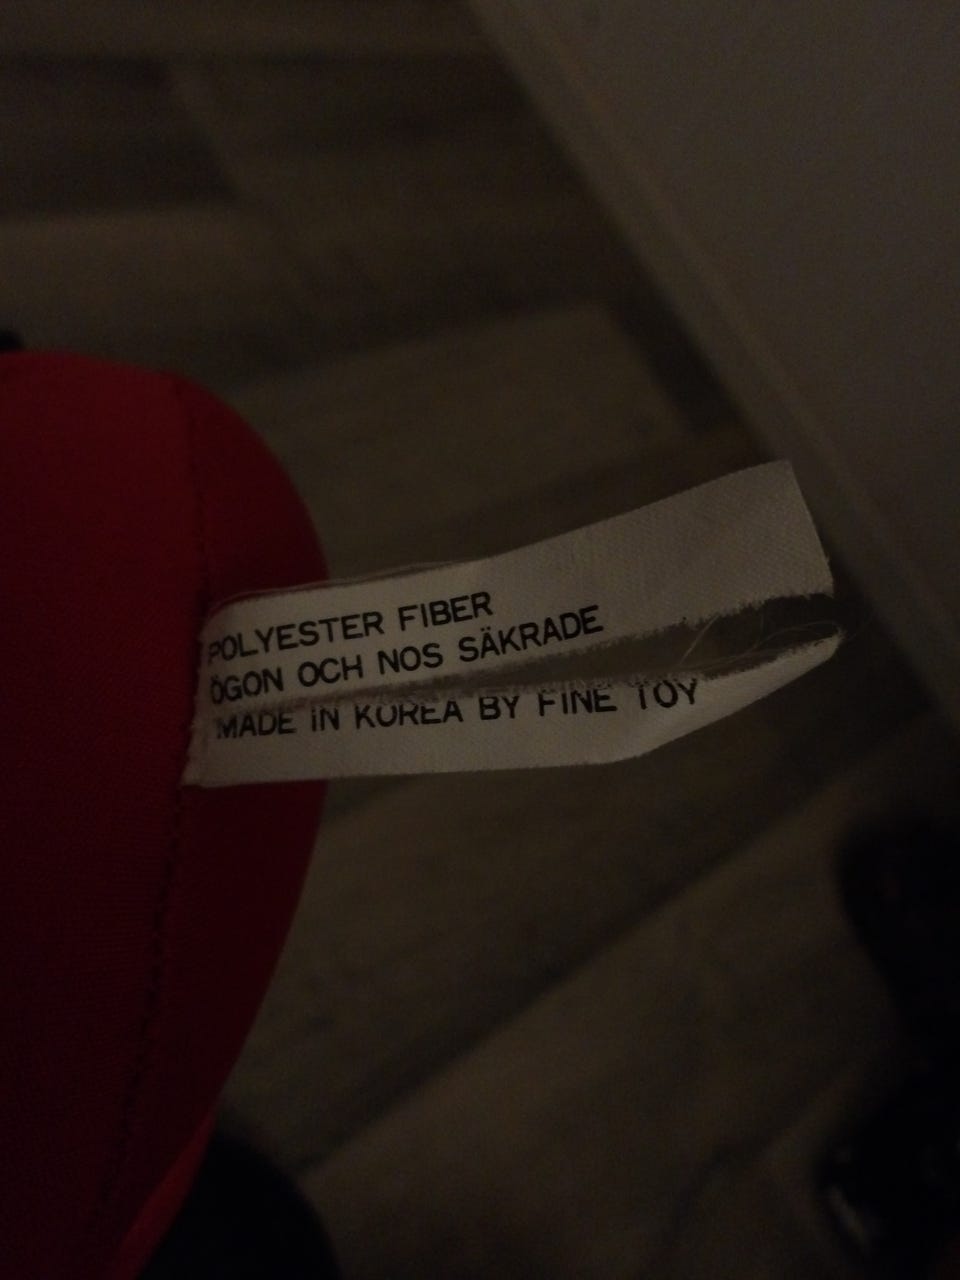 POLYESTER FIBER
ÖGON OCH NOS SÄKRADE
MADE IN KOREA BY FINE TOY